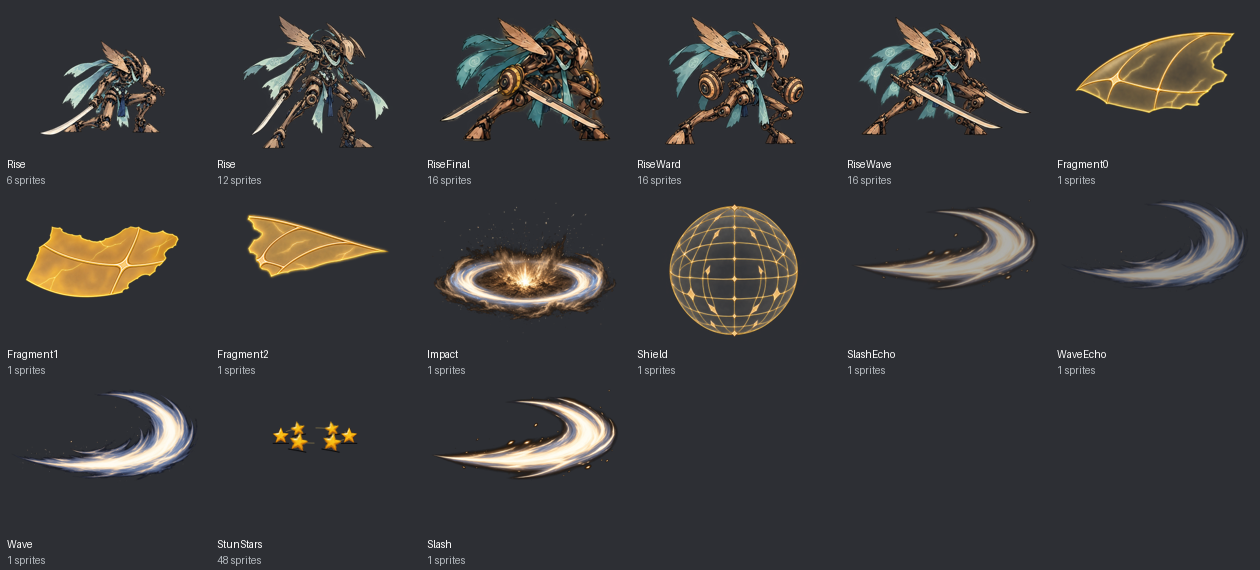 Rise
6 sprites
Rise
12 sprites
RiseFinal
16 sprites
RiseWard
16 sprites
RiseWave
16 sprites
Fragment0
1 sprites
Fragment1
1 sprites
Fragment2
1 sprites
Impact
1 sprites
Shield
1 sprites
SlashEcho
1 sprites
WaveEcho
1 sprites
Wave
1 sprites
StunStars
48 sprites
Slash
1 sprites